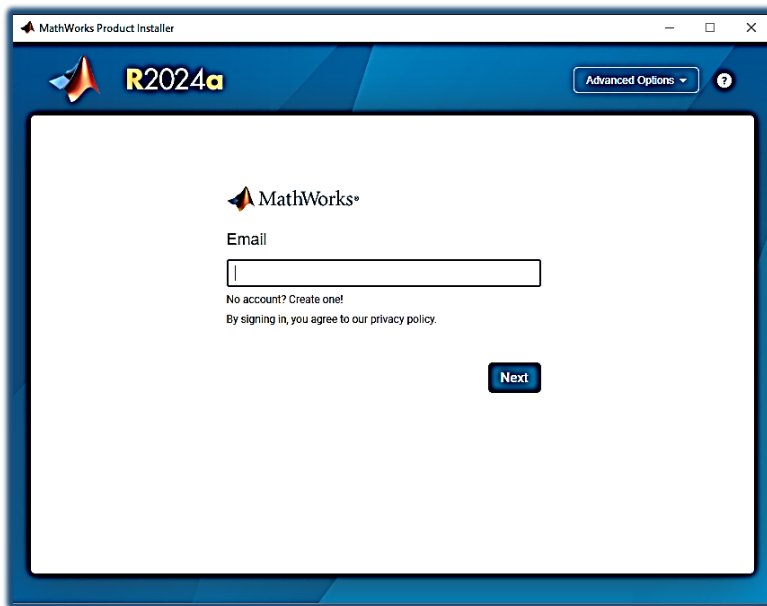 MathWorks Product Installer
R2024a
Advanced Options
?
MathWorks®
Email
No account? Create one!
By signing in, you agree to our privacy policy.
Next